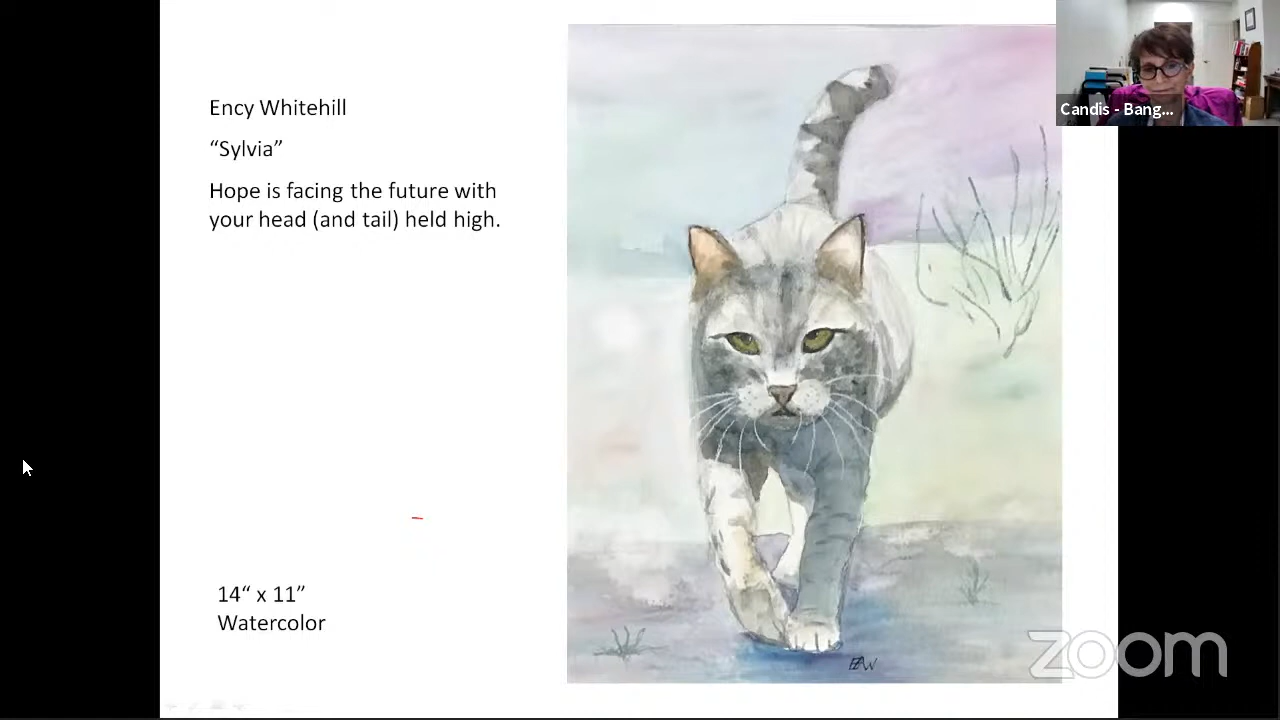 Ency Whitehill
“Sylvia”
Hope is facing the future with
your head (and tail) held high.
14“ x 11”
Watercolor
Candis - Bang...
EAW
zoom